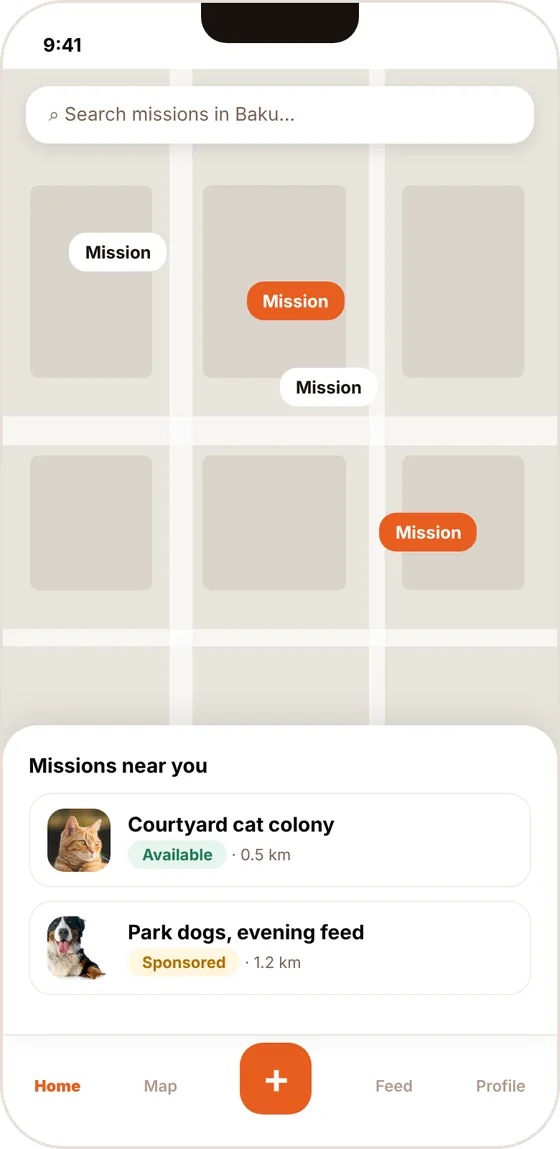 9:41
⌕ Search missions in Baku...
Mission
Mission
Mission
Mission
Missions near you
Courtyard cat colony
Available · 0.5 km
Park dogs, evening feed
Sponsored · 1.2 km
Home Map + Feed Profile